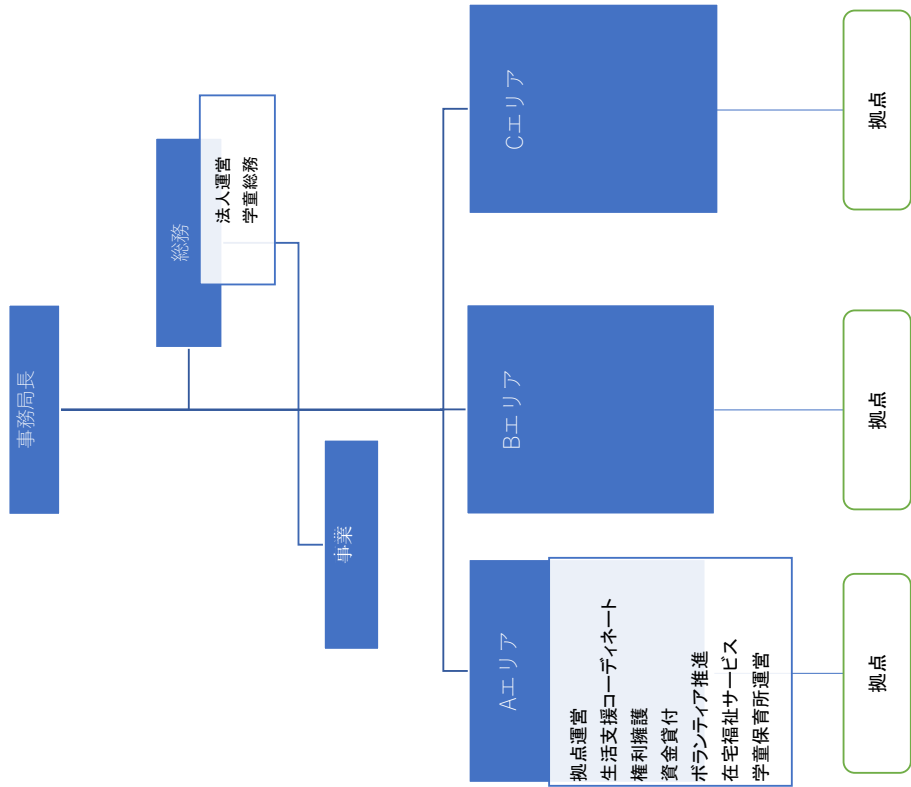 事務局長
総務
法人運営
学童総務
事業
Aエリア
拠点運営
生活支援コーディネート
権利擁護
資金貸付
ボランティア推進
在宅福祉サービス
学童保育所運営
Bエリア
Cエリア
拠点
拠点
拠点